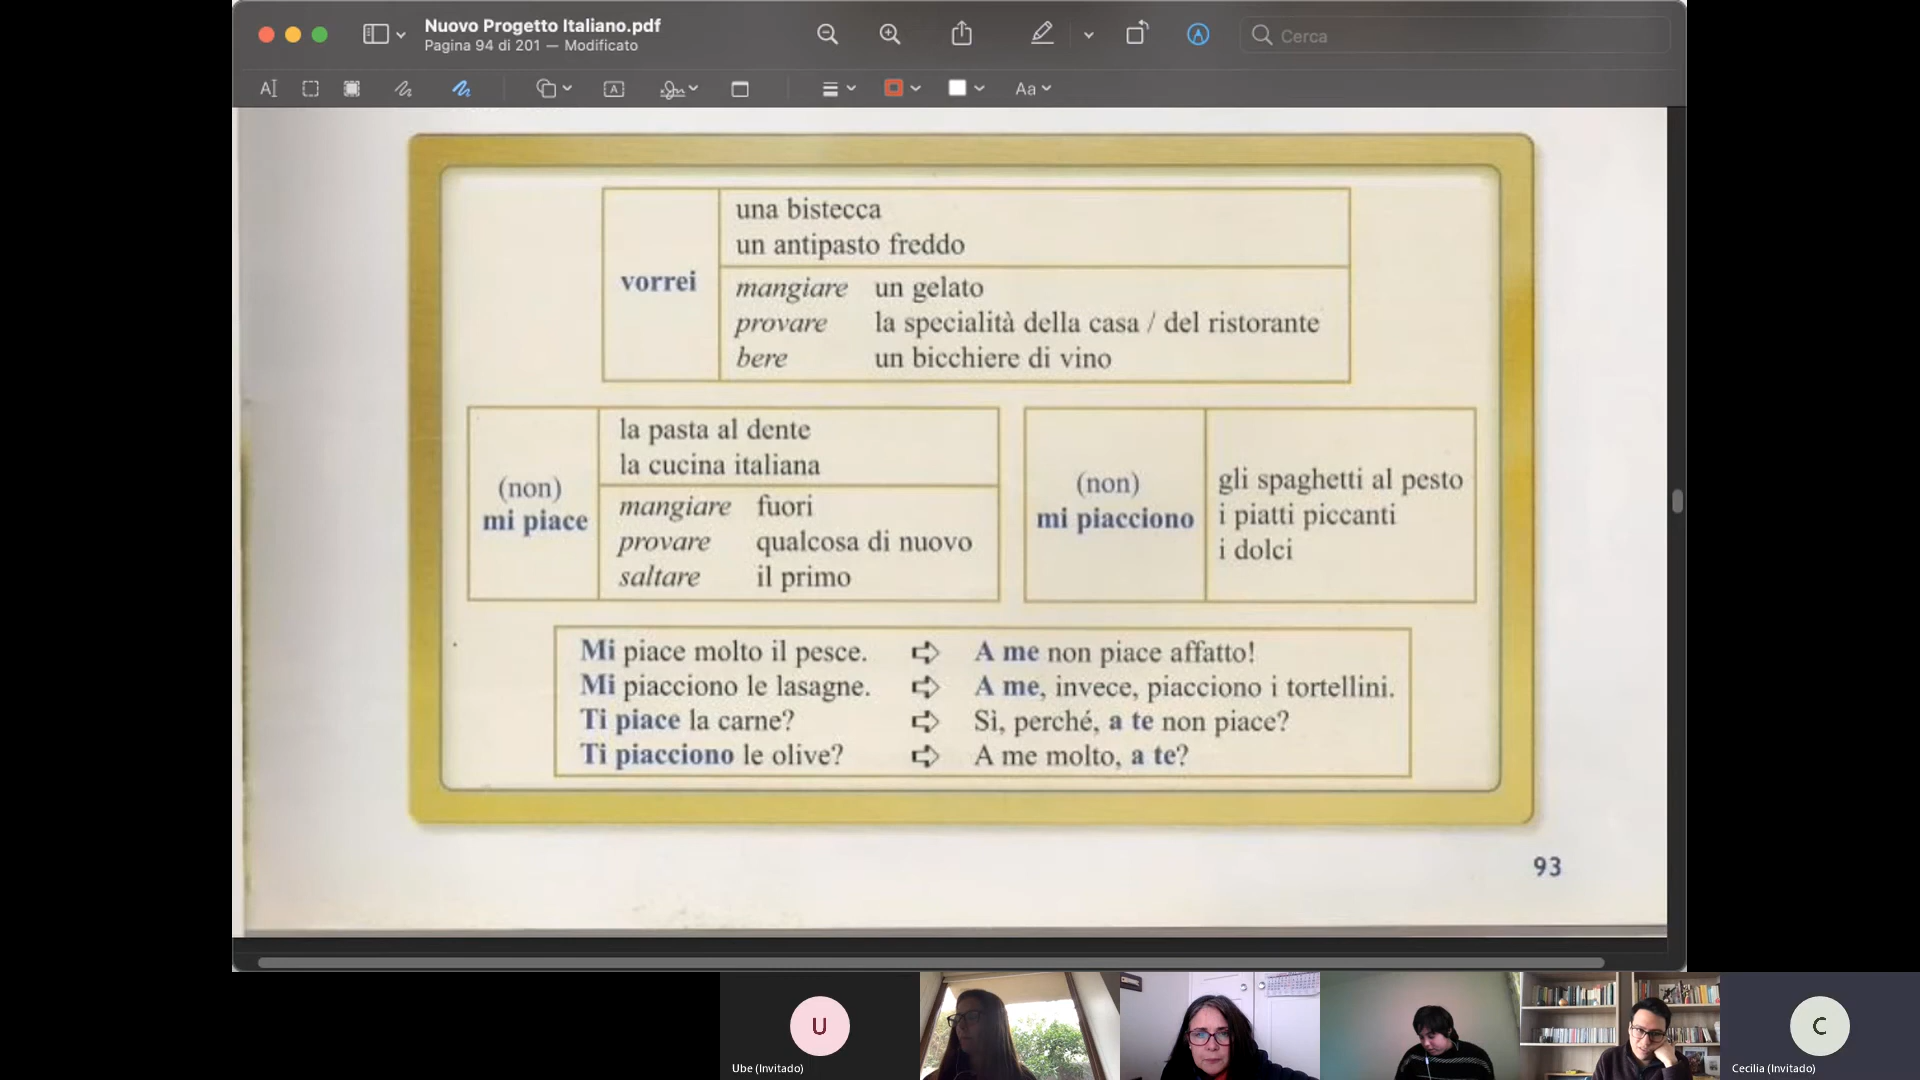 Nuovo Progetto Italiano.pdf
Pagina 94 di 201 — Modificato
Cerca
A
Aa
vorrei
una bistecca
un antipasto freddo
mangiare un gelato
provare la specialità della casa / del ristorante
bere un bicchiere di vino
(non)
mi piace
la pasta al dente
la cucina italiana
mangiare fuori
provare qualcosa di nuovo
saltare il primo
(non)
mi piacciono
gli spaghetti al pesto
i piatti piccanti
i dolci
Mi piace molto il pesce. ⇨ A me non piace affatto!
Mi piacciono le lasagne. ⇨ A me, invece, piacciono i tortellini.
Ti piace la carne? ⇨ Sì, perché, a te non piace?
Ti piacciono le olive? ⇨ A me molto, a te?
93
U
Ube (Invitado)
C
Cecilia (Invitado)